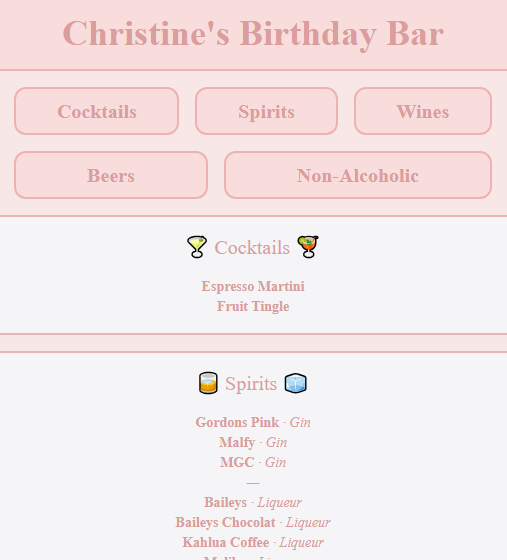 Christine's Birthday Bar
Cocktails Spirits Wines
Beers Non-Alcoholic
Cocktails
Espresso Martini
Fruit Tingle
Spirits
Gordons Pink · Gin
Malfy · Gin
MGC · Gin
—
Baileys · Liqueur
Baileys Chocolat · Liqueur
Kahlua Coffee · Liqueur